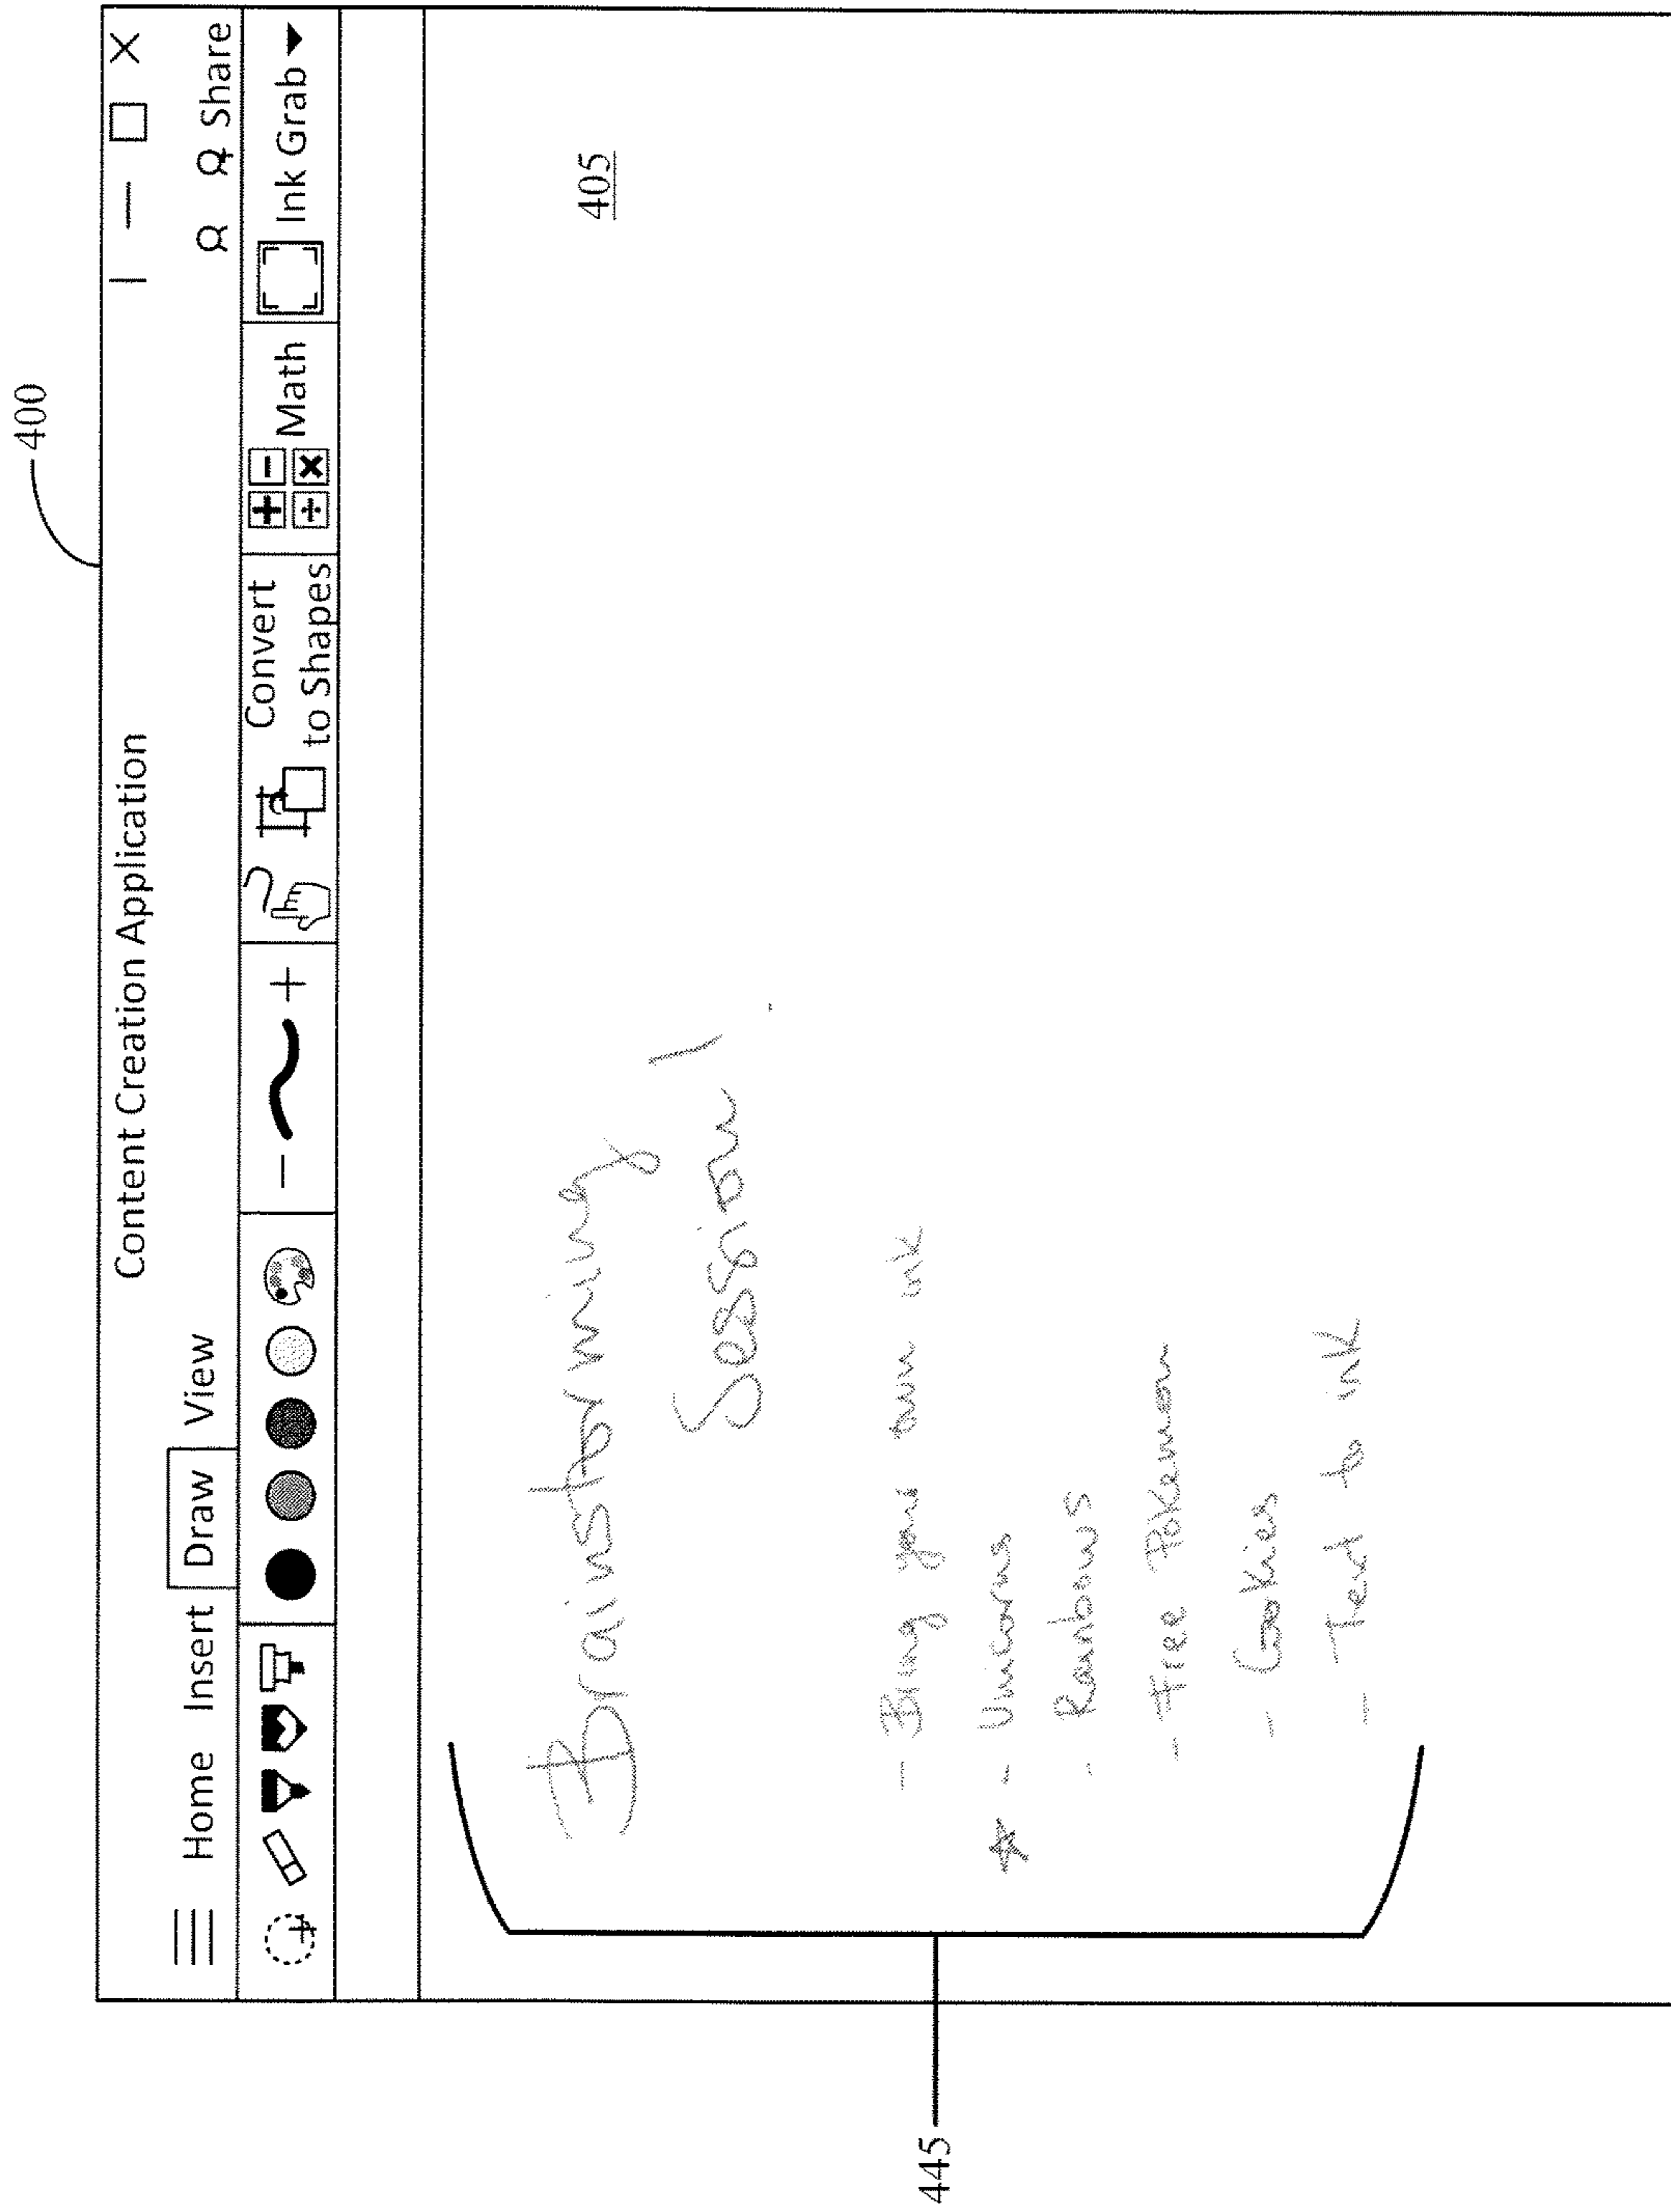 400
Content Creation Application
Home Insert Draw View
Share
Convert
to Shapes
Math
Ink Grab
405
Brainstorming
Session!
- Bring your own ink
- Unicorns
- Rainbows
- Free Pokemon
- Cookies
- Text to ink
445